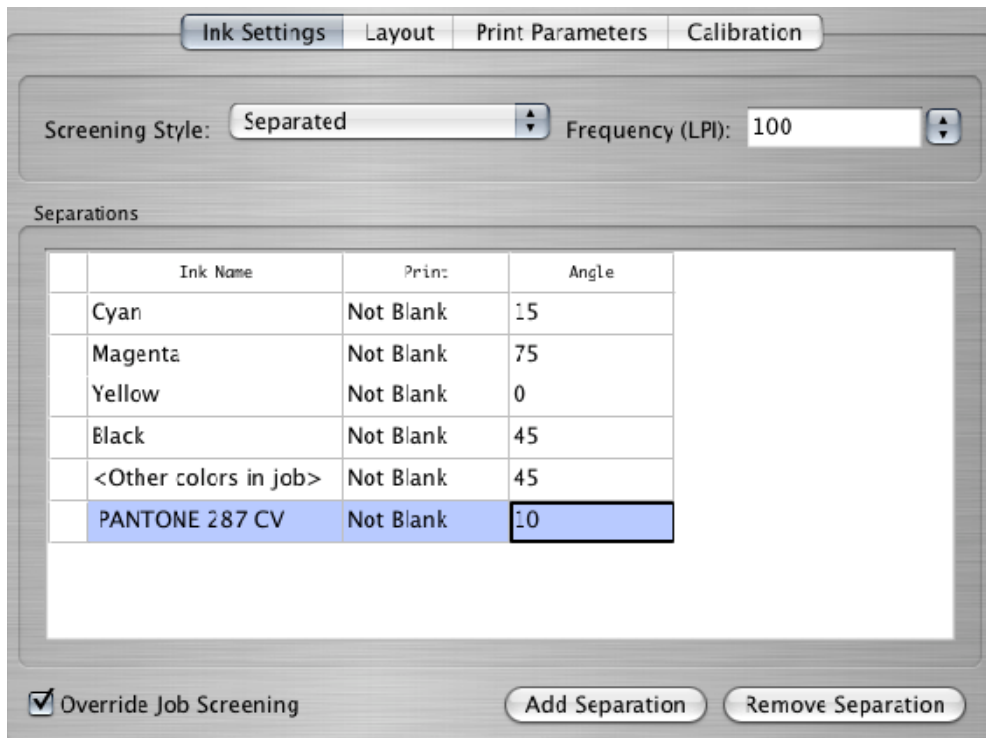 Ink Settings Layout Print Parameters Calibration
Screening Style: Separated Frequency (LPI): 100
Separations
Ink Name Print Angle
Cyan Not Blank 15
Magenta Not Blank 75
Yellow Not Blank 0
Black Not Blank 45
<Other colors in job> Not Blank 45
PANTONE 287 CV Not Blank 10
Override Job Screening Add Separation Remove Separation